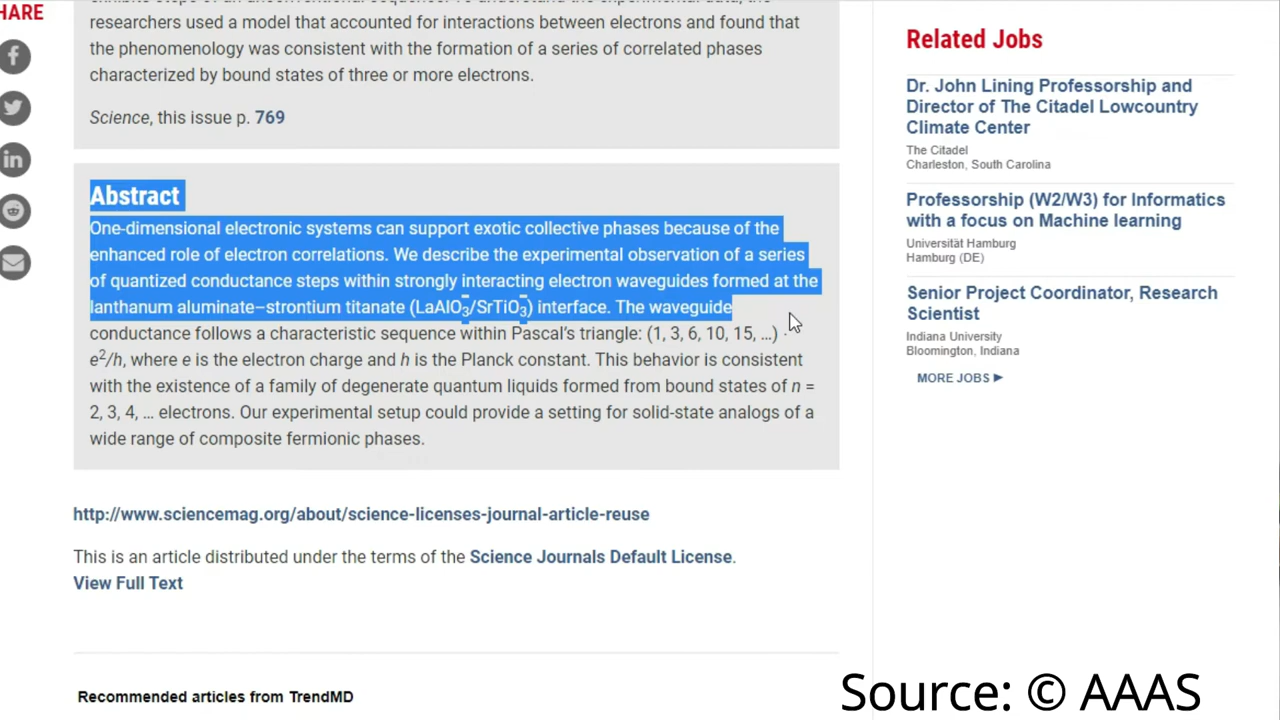 HARE
researchers used a model that accounted for interactions between electrons and found that
the phenomenology was consistent with the formation of a series of correlated phases
characterized by bound states of three or more electrons.
Science, this issue p. 769
Abstract
One-dimensional electronic systems can support exotic collective phases because of the
enhanced role of electron correlations. We describe the experimental observation of a series
of quantized conductance steps within strongly interacting electron waveguides formed at the
lanthanum aluminate–strontium titanate (LaAlO3/SrTiO3) interface. The waveguide
conductance follows a characteristic sequence within Pascal's triangle: (1, 3, 6, 10, 15, ...) ·
e2/h, where e is the electron charge and h is the Planck constant. This behavior is consistent
with the existence of a family of degenerate quantum liquids formed from bound states of n =
2, 3, 4, ... electrons. Our experimental setup could provide a setting for solid-state analogs of a
wide range of composite fermionic phases.
http://www.sciencemag.org/about/science-licenses-journal-article-reuse
This is an article distributed under the terms of the Science Journals Default License.
View Full Text
Recommended articles from TrendMD
Related Jobs
Dr. John Lining Professorship and
Director of The Citadel Lowcountry
Climate Center
The Citadel
Charleston, South Carolina
Professorship (W2/W3) for Informatics
with a focus on Machine learning
Universität Hamburg
Hamburg (DE)
Senior Project Coordinator, Research
Scientist
Indiana University
Bloomington, Indiana
MORE JOBS ►
Source: © AAAS